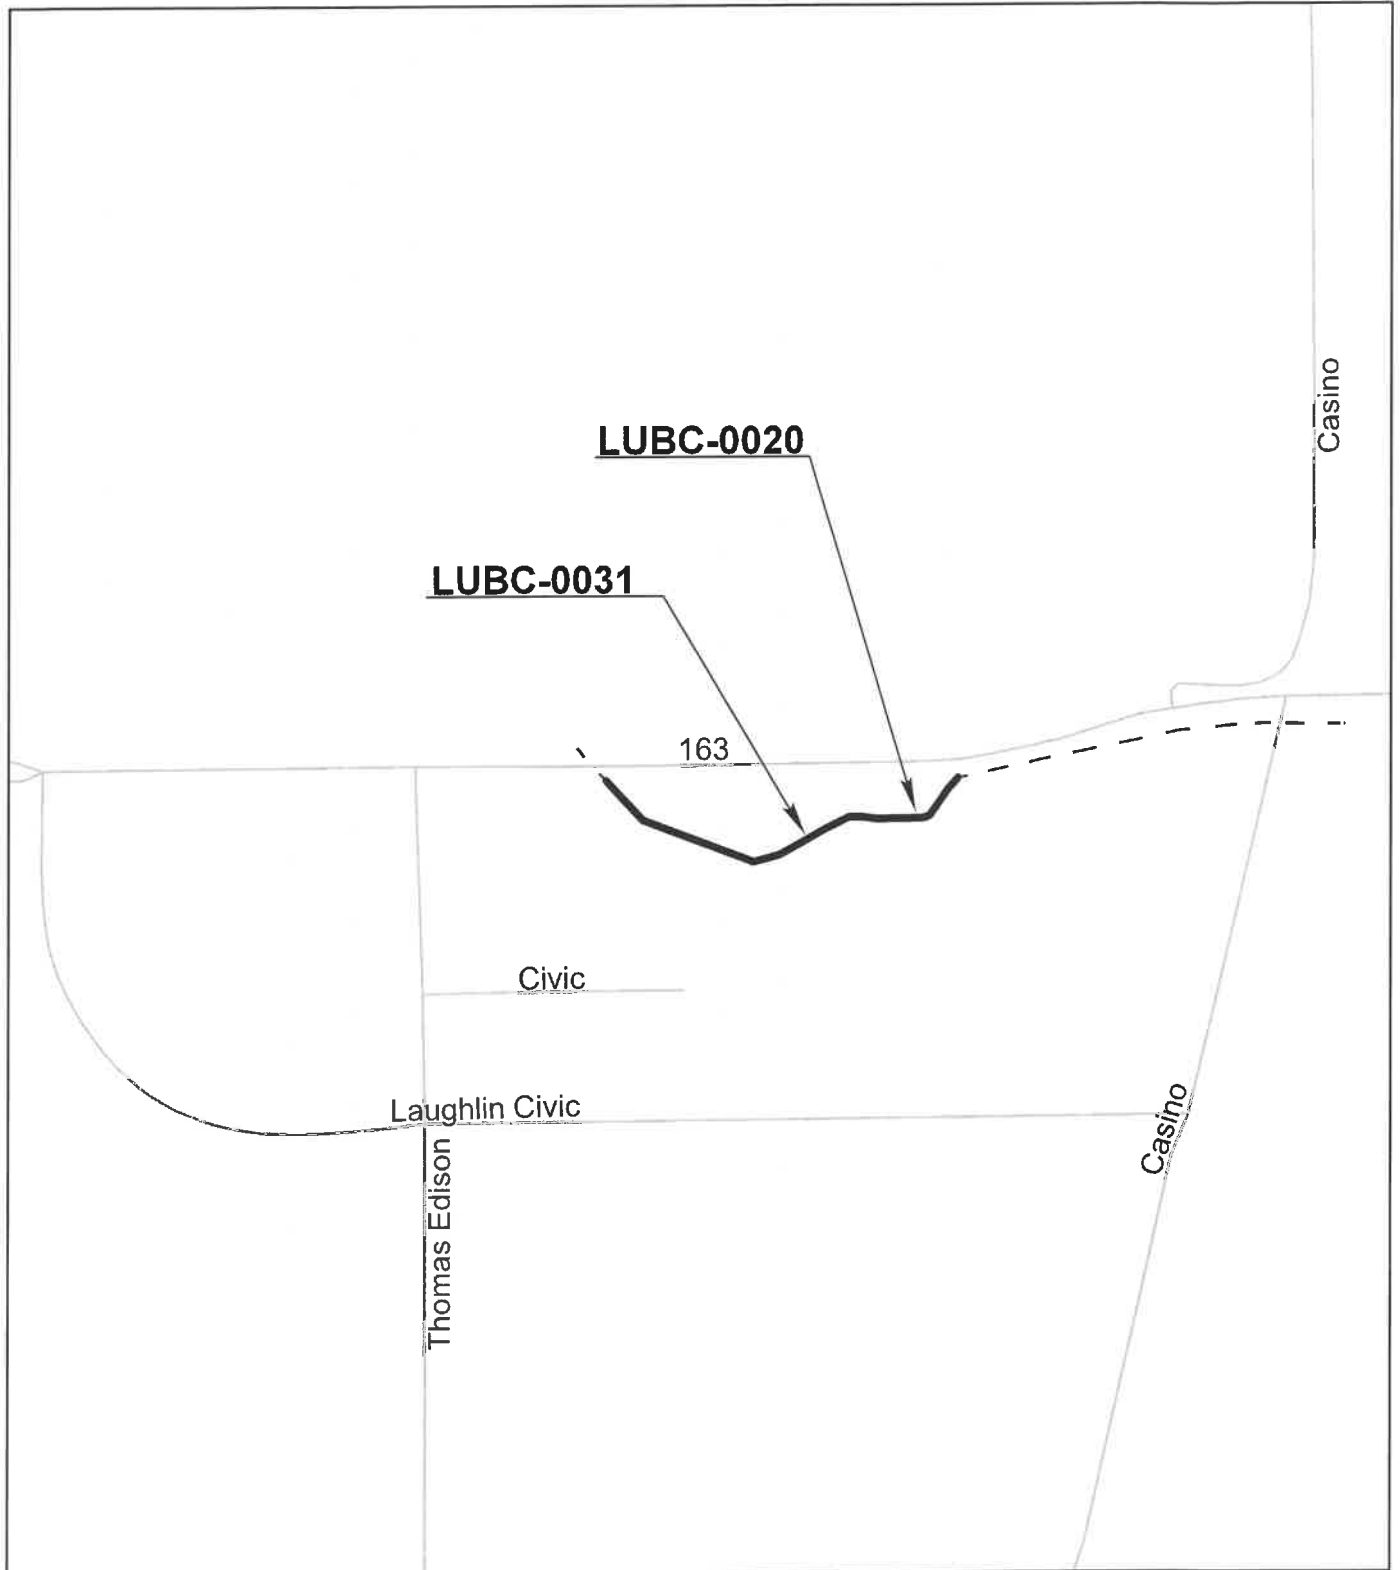 Casino
LUBC-0020
LUBC-0031
163
Civic
Laughlin Civic
Casino
Thomas Edison